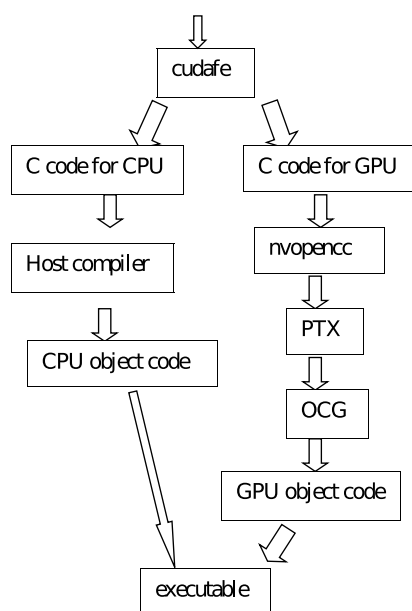 cudafe
C code for CPU
C code for GPU
Host compiler
nvopencc
PTX
CPU object code
OCG
GPU object code
executable